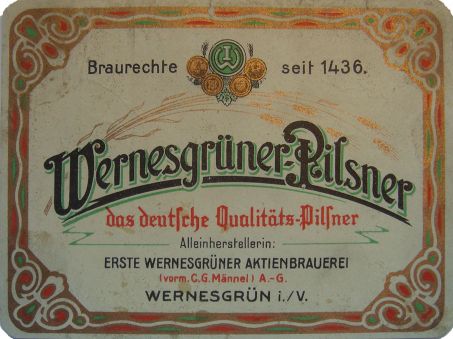 Braurechte seit 1436.
Wernesgrüner-Pilsner
das deutsche Qualitäts-Pilsner
Alleinherstellerin:
ERSTE WERNESGRÜNER AKTIENBRAUEREI
(vorm. C.G. Männel) A.-G.
WERNESGRÜN i./V.